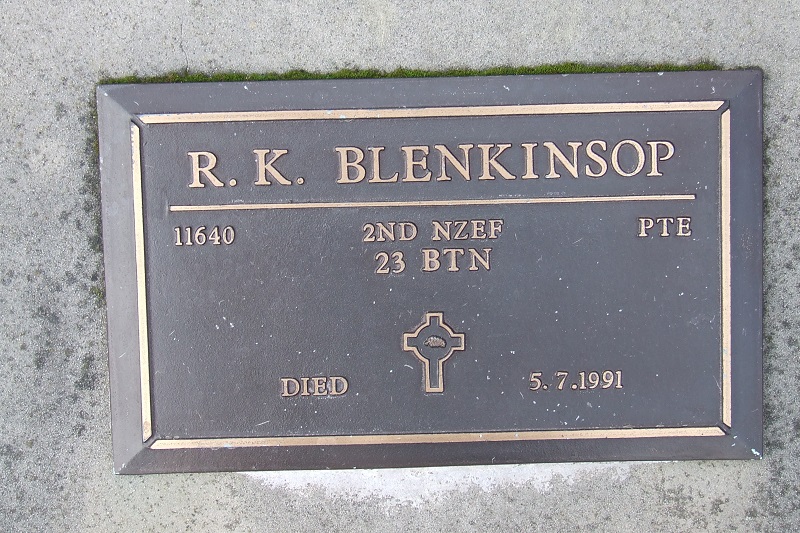 R. K. BLENKINSOP
11640 2ND NZEF PTE
23 BTN
DIED 5.7.1991